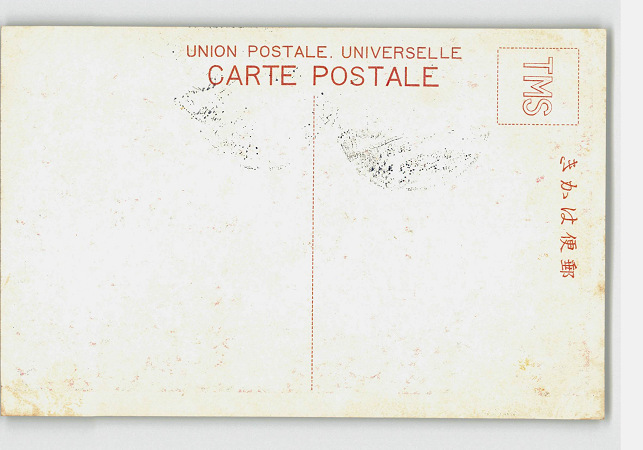 UNION POSTALE. UNIVERSELLE
CARTE POSTALE
TMS
郵便はかき